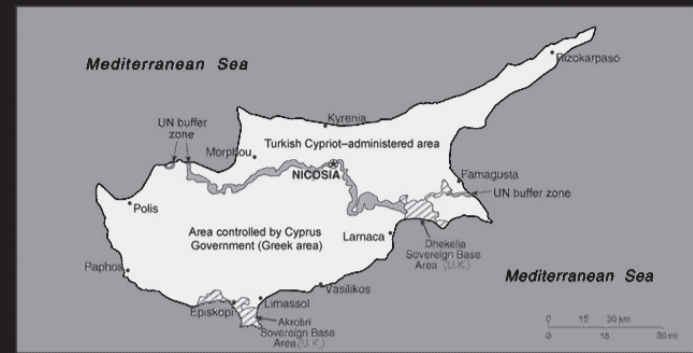 Mediterranean Sea
Rizokarpaso
UN buffer
zone
Kyrenia
Turkish Cypriot–administered area
Morphou
NICOSIA
Famagusta
UN buffer zone
Polis
Area controlled by Cyprus
Government (Greek area)
Larnaca
Dhekelia
Sovereign Base
Area (U.K.)
Paphos
Mediterranean Sea
Vasilikos
Episkopi
Limassol
Akrotiri
Sovereign Base
Area (U.K.)
0 15 30 km
0 15 30 mi